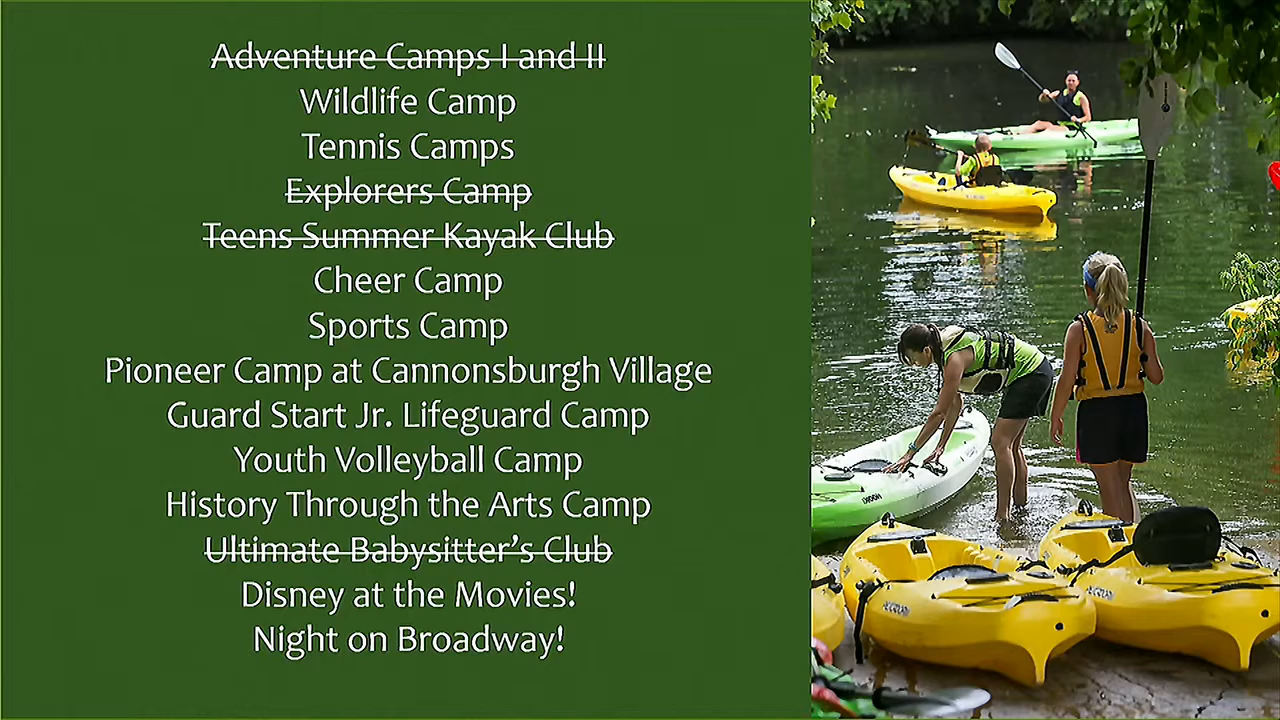 Adventure Camps I and II
Wildlife Camp
Tennis Camps
Explorers Camp
Teens Summer Kayak Club
Cheer Camp
Sports Camp
Pioneer Camp at Cannonsburgh Village
Guard Start Jr. Lifeguard Camp
Youth Volleyball Camp
History Through the Arts Camp
Ultimate Babysitter’s Club
Disney at the Movies!
Night on Broadway!